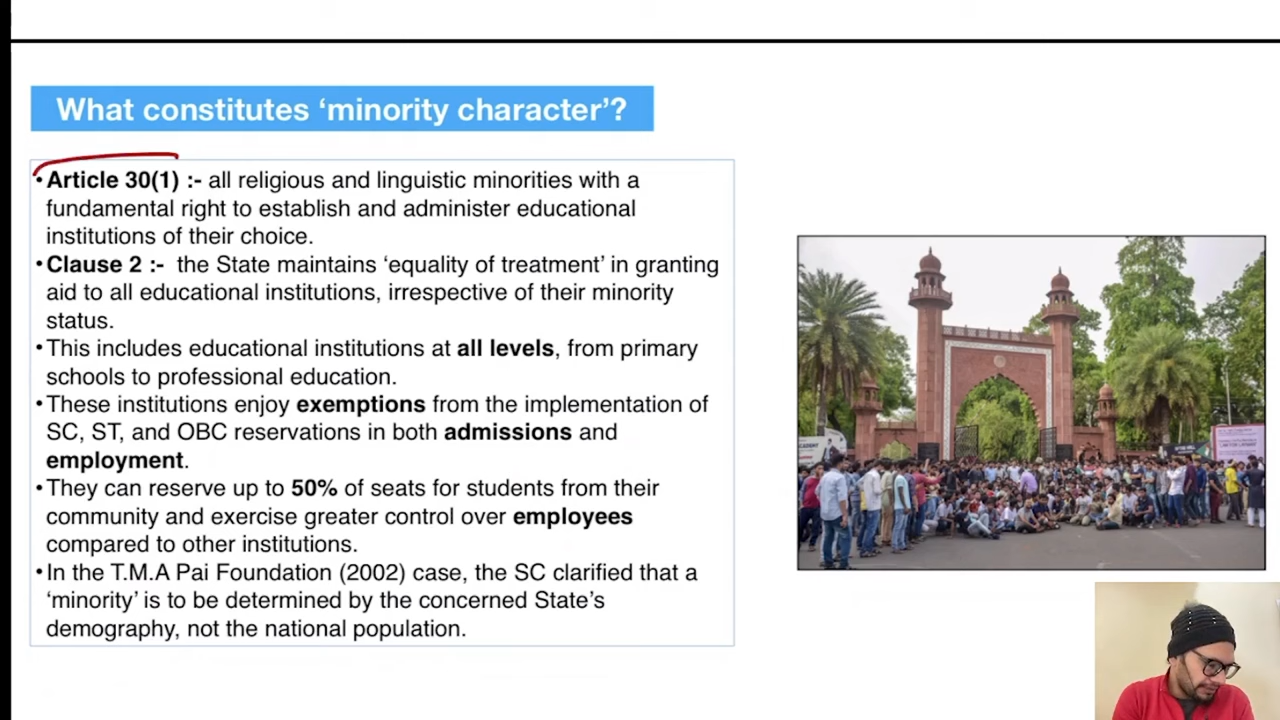 What constitutes ‘minority character’?
•Article 30(1) :- all religious and linguistic minorities with a
fundamental right to establish and administer educational
institutions of their choice.
•Clause 2 :-  the State maintains ‘equality of treatment’ in granting
aid to all educational institutions, irrespective of their minority
status.
•This includes educational institutions at all levels, from primary
schools to professional education.
•These institutions enjoy exemptions from the implementation of
SC, ST, and OBC reservations in both admissions and
employment.
•They can reserve up to 50% of seats for students from their
community and exercise greater control over employees
compared to other institutions.
•In the T.M.A Pai Foundation (2002) case, the SC clarified that a
‘minority’ is to be determined by the concerned State’s
demography, not the national population.